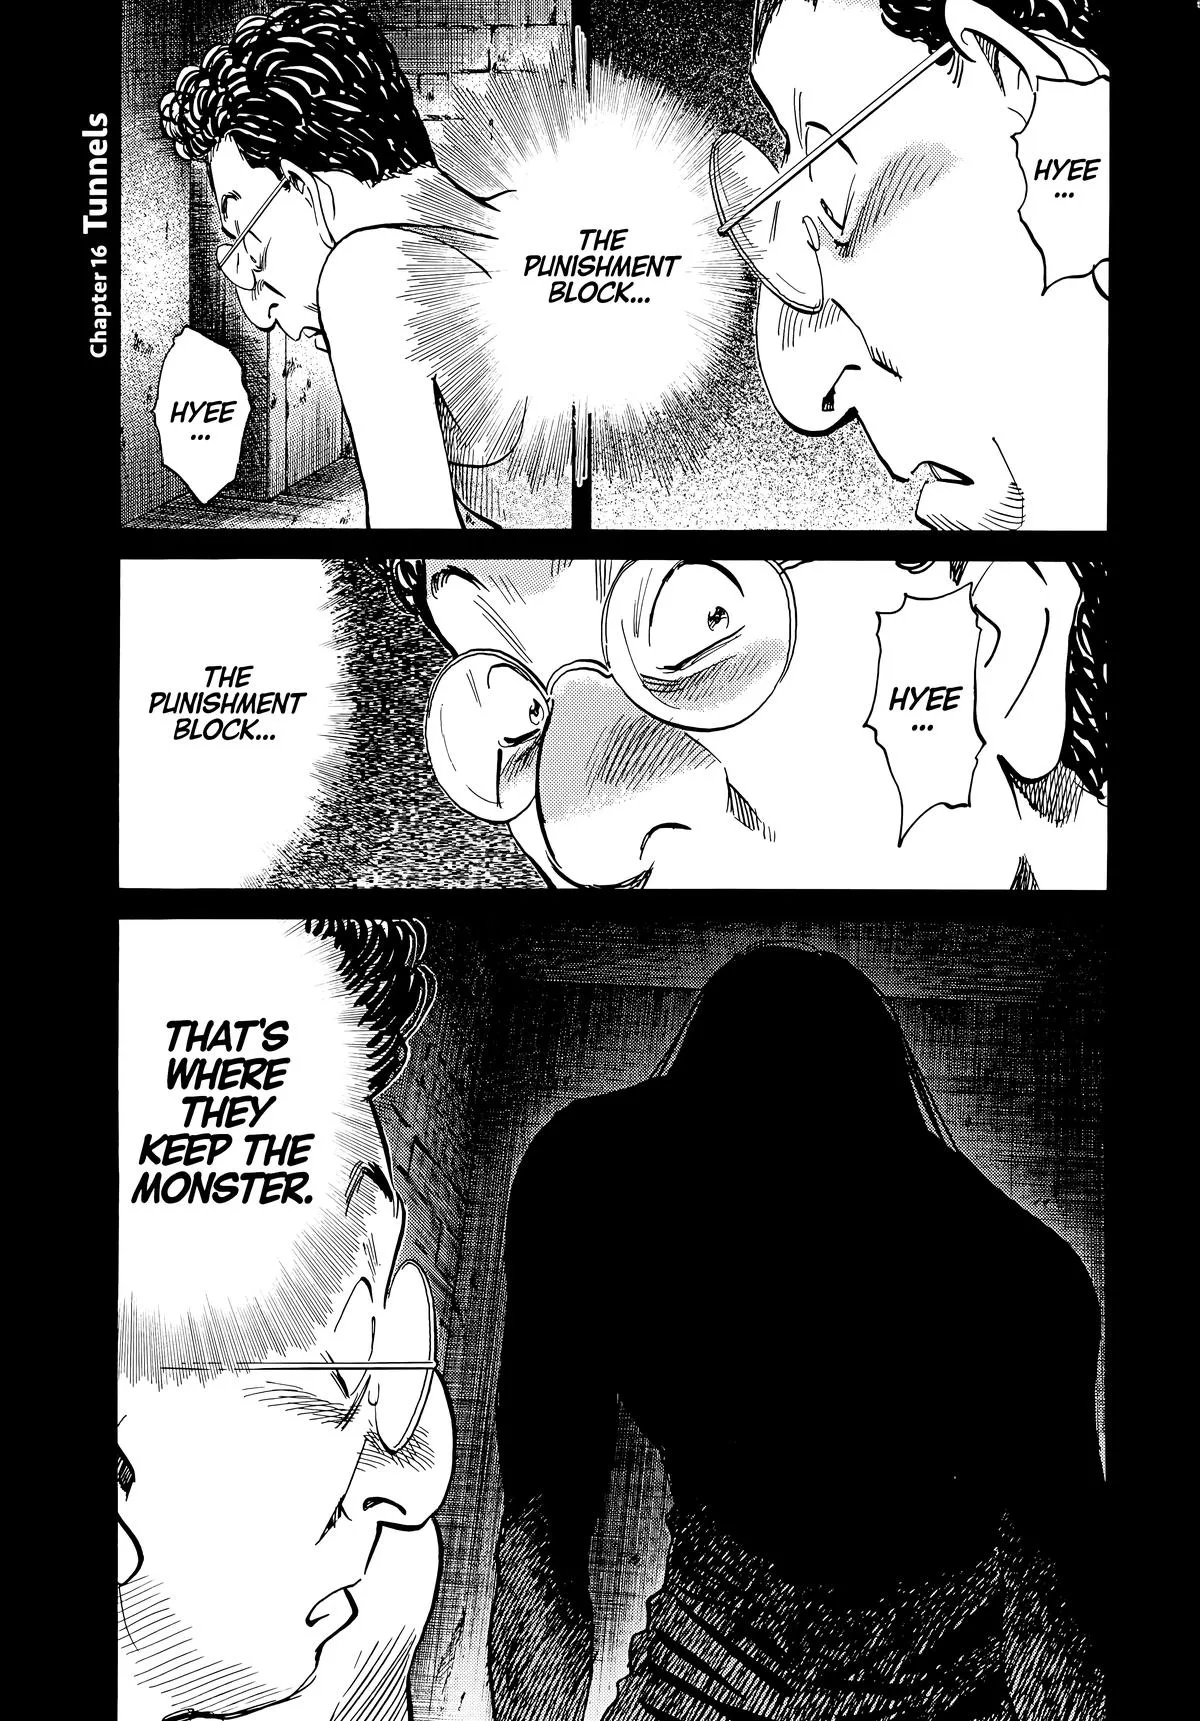 Chapter 16 Tunnels
HYEE
...
THE
PUNISHMENT
BLOCK...
HYEE
...
HYEE
...
THE
PUNISHMENT
BLOCK...
THAT'S
WHERE
THEY
KEEP THE
MONSTER.